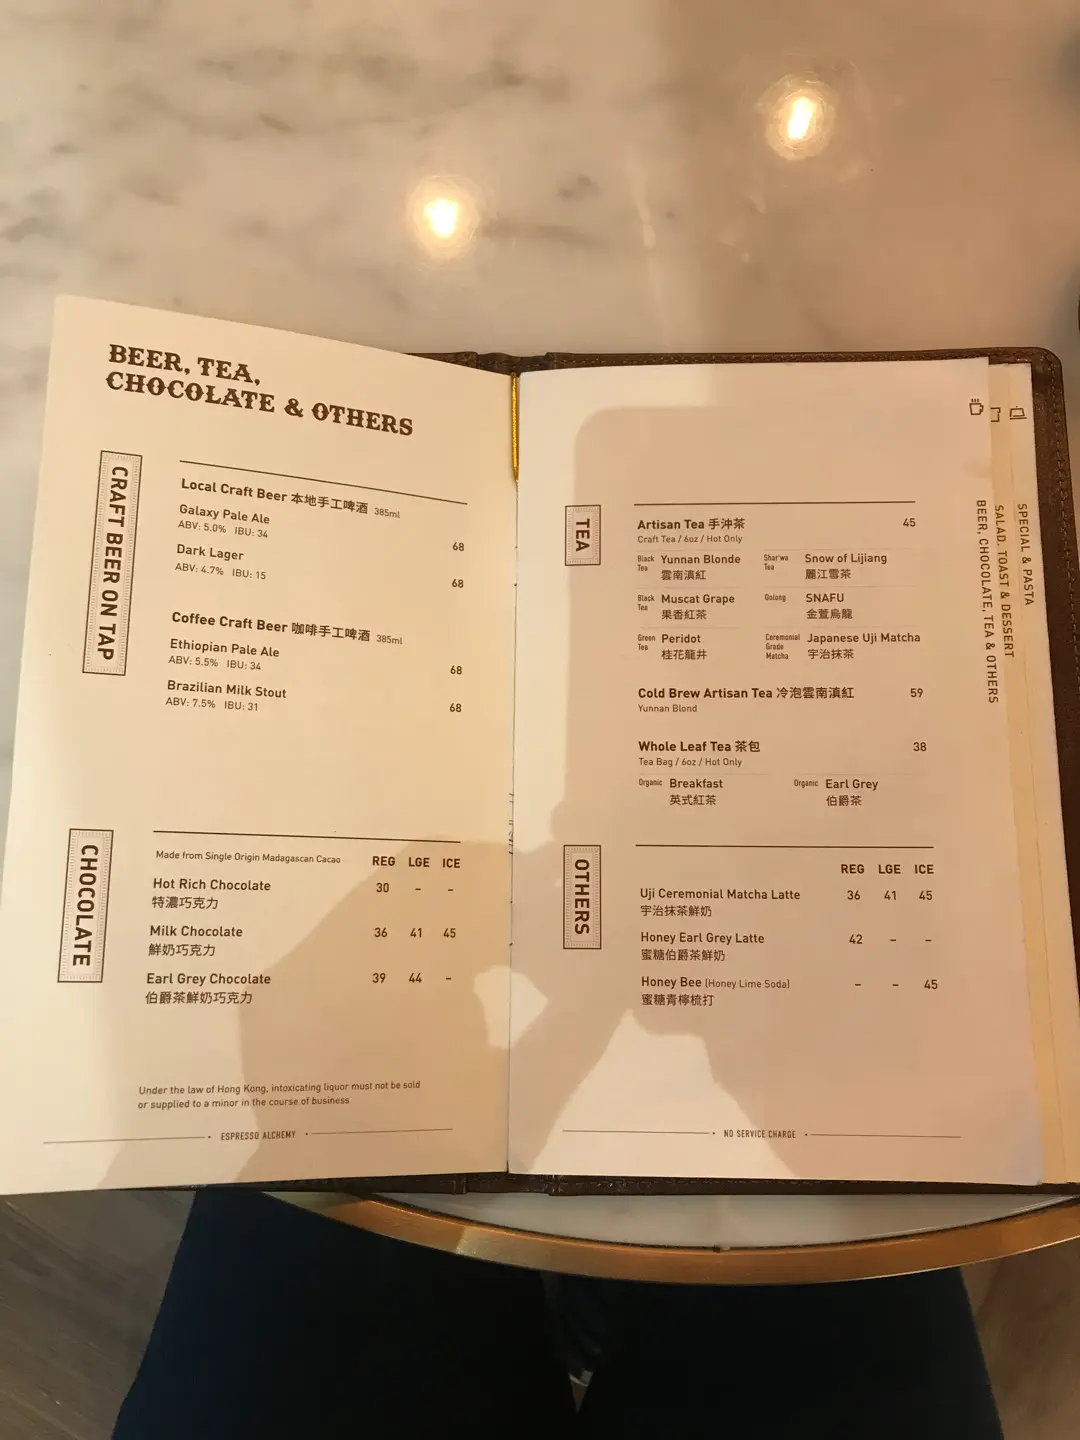 BEER, TEA,
CHOCOLATE & OTHERS
CRAFT BEER ON TAP
Local Craft Beer 本地手工啤酒 385ml
Galaxy Pale Ale
ABV: 5.0% IBU: 34
68
Dark Lager
ABV: 4.7% IBU: 15
68
Coffee Craft Beer 咖啡手工啤酒 385ml
Ethiopian Pale Ale
ABV: 5.5% IBU: 34
68
Brazilian Milk Stout
ABV: 7.5% IBU: 31
68
CHOCOLATE
Made from Single Origin Madagascan Cacao REG LGE ICE
Hot Rich Chocolate 30 – –
特濃巧克力
Milk Chocolate 36 41 45
鮮奶巧克力
Earl Grey Chocolate 39 44 –
伯爵茶鮮奶巧克力
Under the law of Hong Kong, intoxicating liquor must not be sold
or supplied to a minor in the course of business
ESPRESSO ALCHEMY
TEA
Artisan Tea 手沖茶 45
Craft Tea / 6oz / Hot Only
Black Tea Yunnan Blonde
雲南滇紅
Shai'wa Tea Snow of Lijiang
麗江雪茶
Black Tea Muscat Grape
果香紅茶
Oolong SNAFU
金萱烏龍
Green Tea Peridot
桂花龍井
Ceremonial Grade Matcha Japanese Uji Matcha
宇治抹茶
Cold Brew Artisan Tea 冷泡雲南滇紅 59
Yunnan Blond
Whole Leaf Tea 茶包 38
Tea Bag / 6oz / Hot Only
Organic Breakfast
英式紅茶
Organic Earl Grey
伯爵茶
OTHERS
REG LGE ICE
Uji Ceremonial Matcha Latte 36 41 45
宇治抹茶鮮奶
Honey Earl Grey Latte 42 – –
蜜糖伯爵茶鮮奶
Honey Bee (Honey Lime Soda) – – 45
蜜糖青檸梳打
NO SERVICE CHARGE
BEER, CHOCOLATE, TEA & OTHERS
SALAD, TOAST & DESSERT
SPECIAL & PASTA